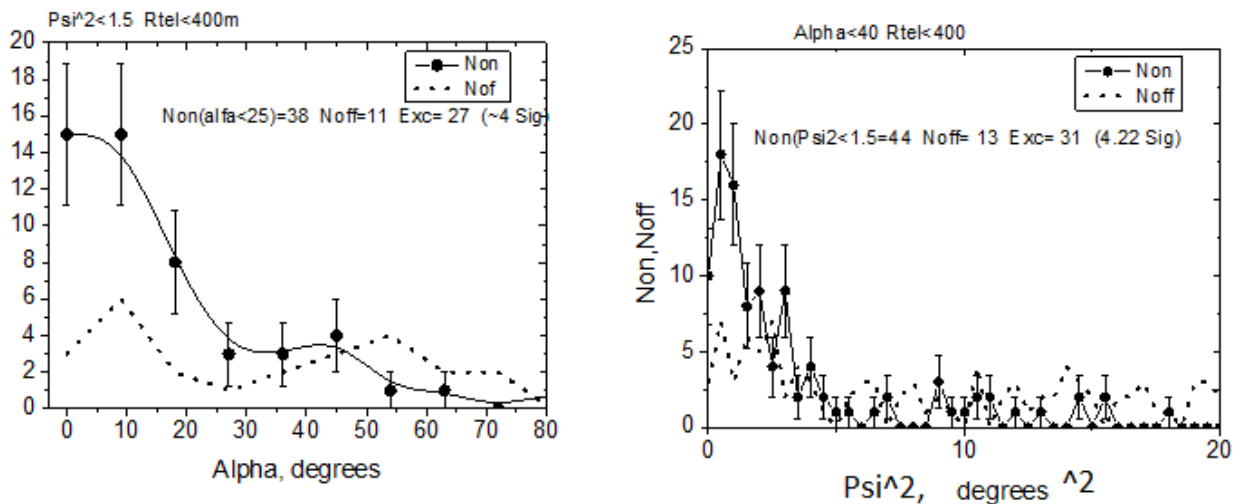 Psi^2<1.5 Rtel<400m
20
18
16
14
12
10
8
6
4
2
0
Non
Nof
Non(alfa<25)=38 Noff=11 Exc= 27 (~4 Sig)
0 10 20 30 40 50 60 70 80
Alpha, degrees
Alpha<40 Rtel<400
25
20
15
10
5
0
Non,Noff
Non
Noff
Non(Psi2<1.5=44 Noff= 13 Exc= 31 (4.22 Sig)
0 10 20
Psi^2, degrees ^2